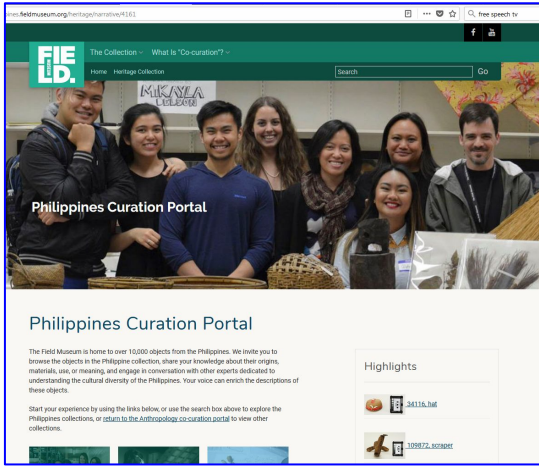 pines.fieldmuseum.org/heritage/narrative/4161
free speech tv
The Collection
What Is "Co-curation"?
FIE
LD.
Home
Heritage Collection
Search
Go
MIKAYLA
Philippines Curation Portal
Philippines Curation Portal
The Field Museum is home to over 10,000 objects from the Philippines. We invite you to
browse the objects in the Philippine collection, share your knowledge about their origins,
materials, use, or meaning, and engage in conversation with other experts dedicated to
understanding the cultural diversity of the Philippines. Your voice can enrich the descriptions of
these objects.
Start your experience by using the links below, or use the search box above to explore the
Philippines collections, or return to the Anthropology co-curation portal to view other
collections.
Highlights
34116, hat
109872, scraper